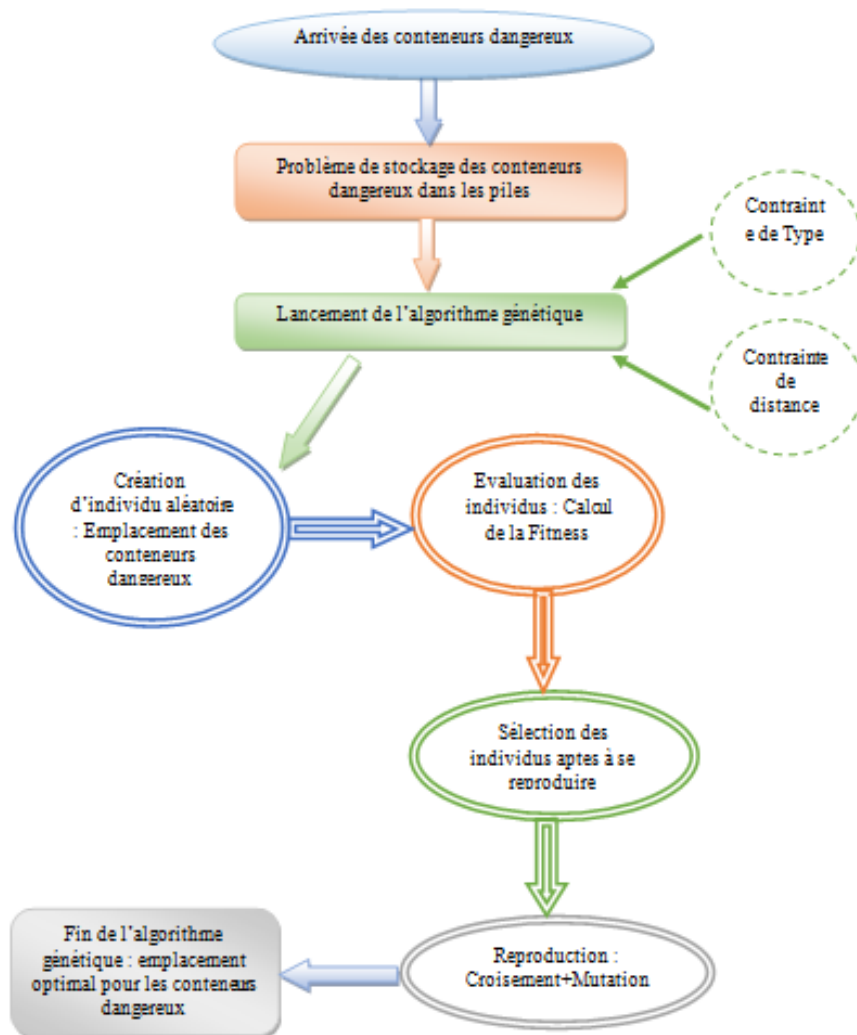 Arrivée des conteneurs dangereux
Problème de stockage des conteneurs
dangereux dans les piles
Contraint
e de Type
Lancement de l'algorithme génétique
Contrainte
de
distance
Création
d'individu aléatoire
: Emplacement des
conteneurs
dangereux
Evaluation des
individus : Calcul
de la Fitness
Sélection des
individus aptes à se
reproduire
Reproduction :
Croisement+Mutation
Fin de l'algorithme
génétique : emplacement
optimal pour les conteneurs
dangereux